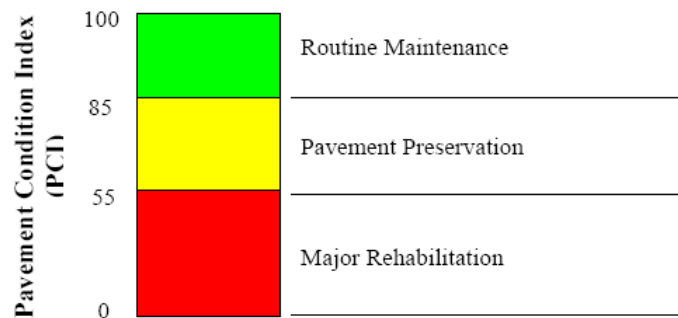 Pavement Condition Index
(PCI)
100
Routine Maintenance
85
Pavement Preservation
55
Major Rehabilitation
0